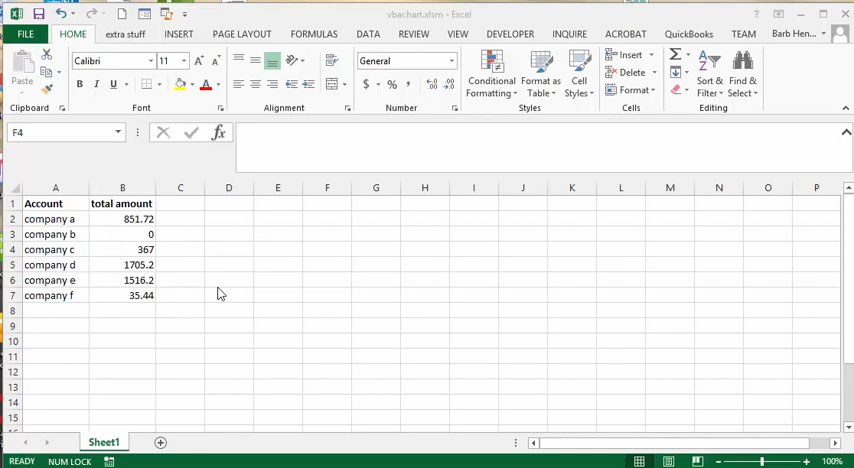 vbachart.xlsm - Excel
FILE HOME extra stuff INSERT PAGE LAYOUT FORMULAS DATA REVIEW VIEW DEVELOPER INQUIRE ACROBAT QuickBooks TEAM Barb Hen...
Calibri 11 General Insert
Paste B I U $ % , Conditional Formatting Format as Table Cell Styles Delete Sort & Filter Find & Select
Format
Clipboard Font Alignment Number Styles Cells Editing
F4 fx
A B C D E F G H I J K L M N O P
1 Account total amount
2 company a 851.72
3 company b 0
4 company c 367
5 company d 1705.2
6 company e 1516.2
7 company f 35.44
8
9
10
11
12
13
14
15
Sheet1
READY NUM LOCK 100%